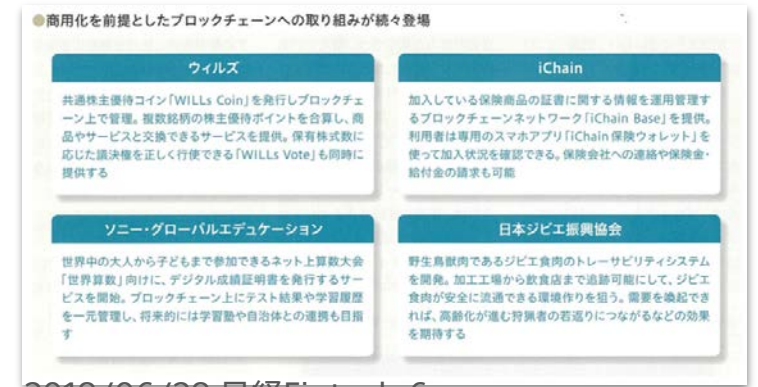 ●商用化を前提としたブロックチェーンへの取り組みが続々登場
ウィルズ
共通株主優待コイン「WILLs Coin」を発行しブロックチェ
ーン上で管理。複数銘柄の株主優待ポイントを合算し、商
品やサービスと交換できるサービスを提供。保有株式数に
応じた議決権を正しく行使できる「WILLs Vote」も同時に
提供する
iChain
加入している保険商品の証書に関する情報を運用管理す
るブロックチェーンネットワーク「iChain Base」を提供。
利用者は専用のスマホアプリ「iChain保険ウォレット」を
使って加入状況を確認できる。保険会社への連絡や保険金・
給付金の請求も可能
ソニー・グローバルエデュケーション
世界中の大人から子どもまで参加できるネット上算数大会
「世界算数」向けに、デジタル成績証明書を発行するサー
ビスを開始。ブロックチェーン上にテスト結果や学習履歴
を一元管理し、将来的には学習塾や自治体との連携も目指
す
日本ジビエ振興協会
野生鳥獣肉であるジビエ食肉のトレーサビリティシステム
を開発。加工工場から飲食店まで追跡可能にして、ジビエ
食肉が安全に流通できる環境作りを狙う。需要を喚起でき
れば、高齢化が進む狩猟者の若返りにつながるなどの効果
を期待する